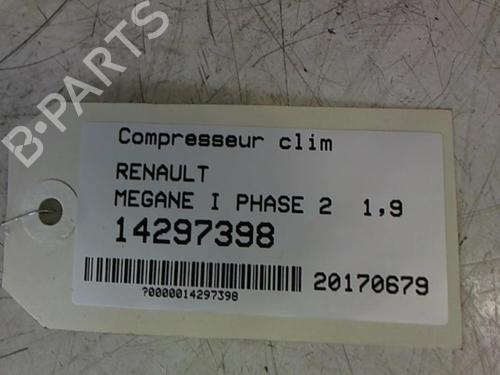 B-PARTS
Compresseur clim
RENAULT
MEGANE I PHASE 2 1,9
14297398
20170679
?0000014297398